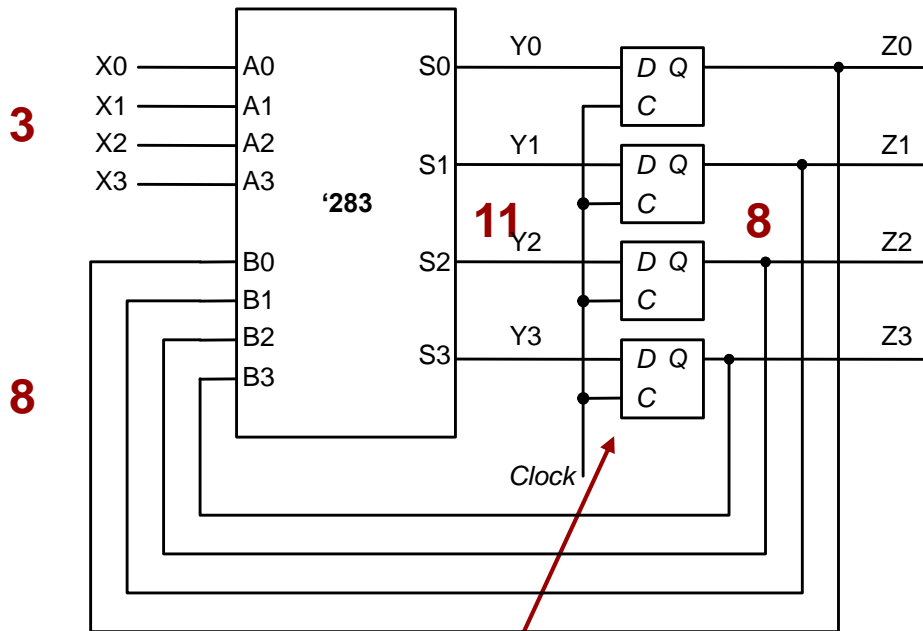 Y0
Z0
X0 A0 S0 D Q
X1 A1 C
3
X2 A2
X3 A3 S1 Y1 D Q Z1
'283 C
11 8
B0 S2 Y2 D Q Z2
B1 C
B2 S3 Y3 D Q Z3
B3
8 C
Clock